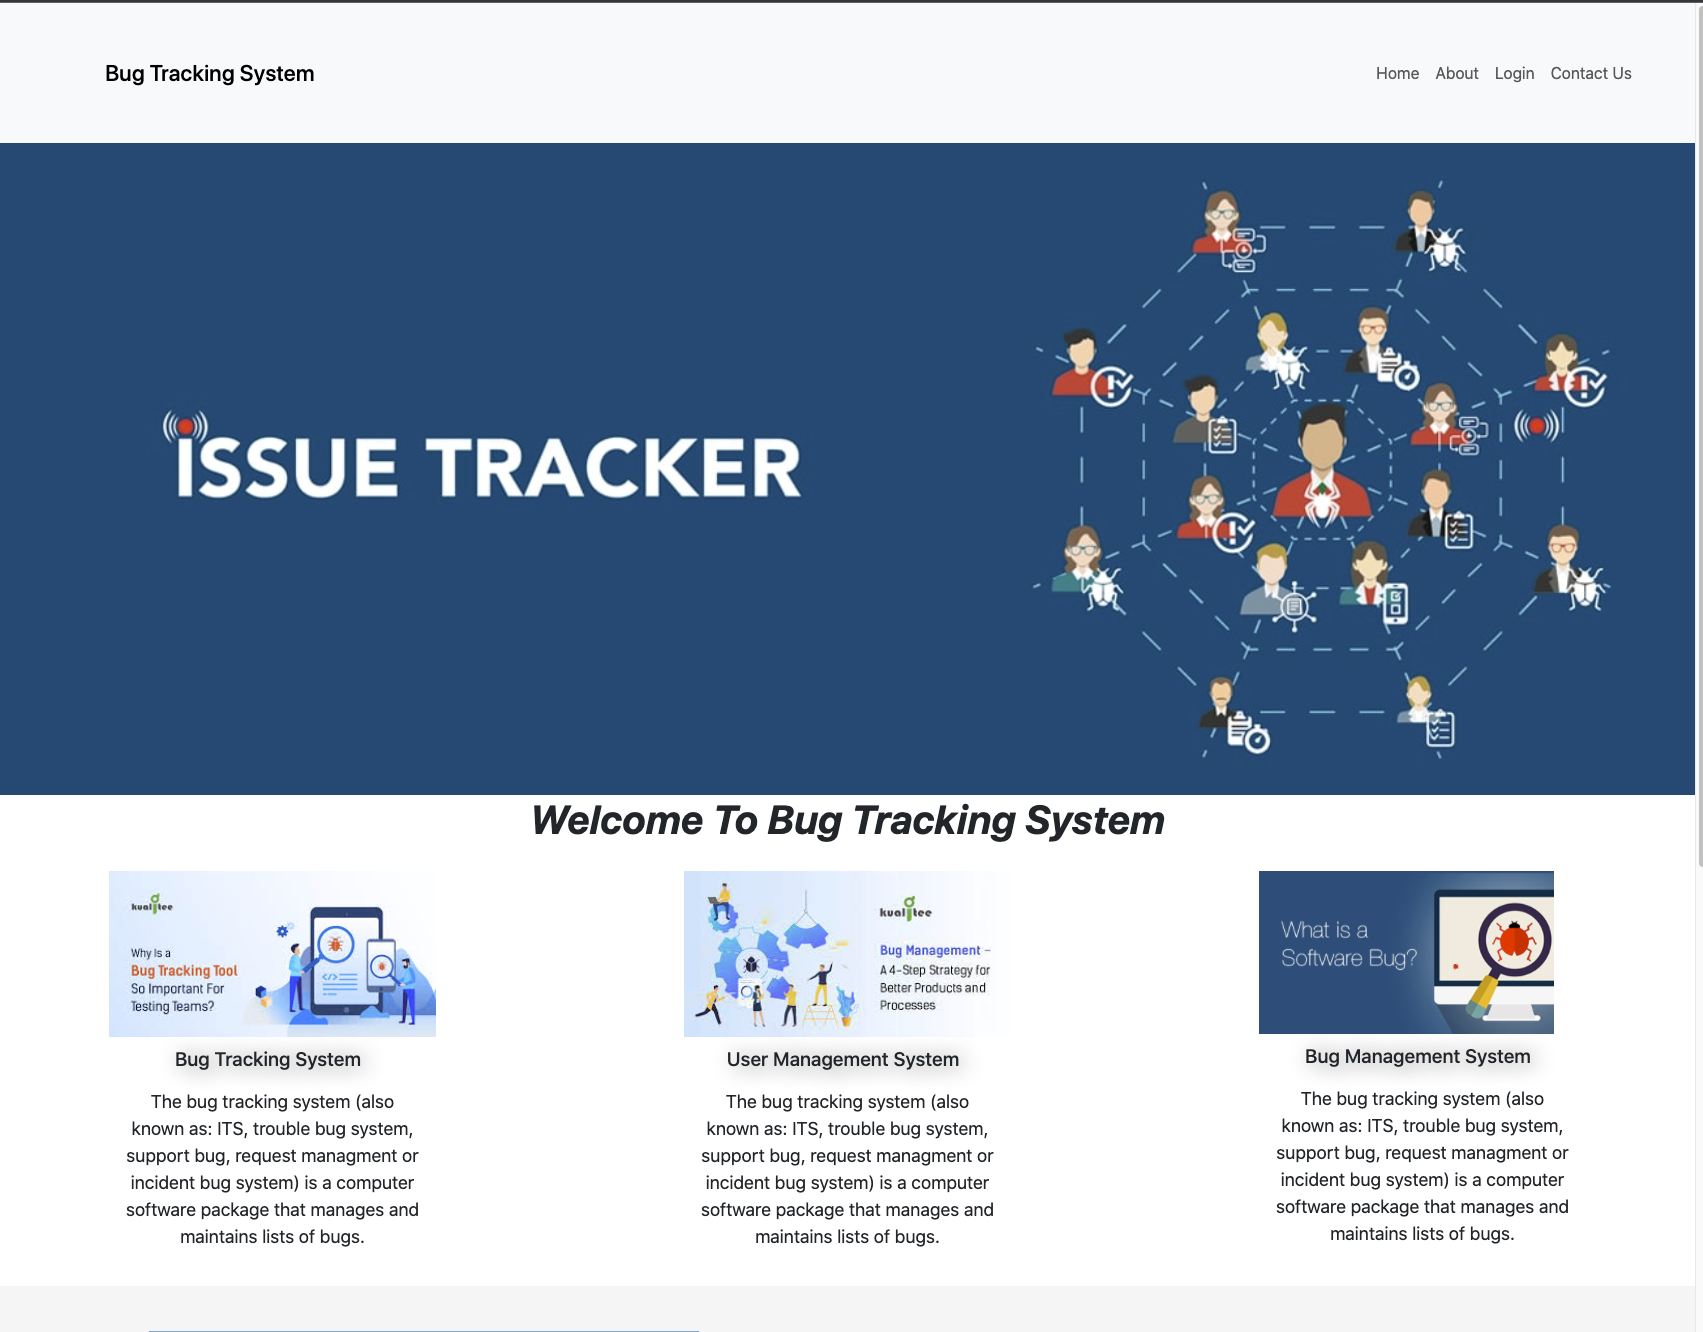 Bug Tracking System
Home About Login Contact Us
ISSUE TRACKER
Welcome To Bug Tracking System
kualitee
Why Is a
Bug Tracking Tool
So Important For
Testing Teams?
Bug Tracking System
The bug tracking system (also
known as: ITS, trouble bug system,
support bug, request managment or
incident bug system) is a computer
software package that manages and
maintains lists of bugs.
kualitee
Bug Management –
A 4-Step Strategy for
Better Products and
Processes
User Management System
The bug tracking system (also
known as: ITS, trouble bug system,
support bug, request managment or
incident bug system) is a computer
software package that manages and
maintains lists of bugs.
What is a
Software Bug?
Bug Management System
The bug tracking system (also
known as: ITS, trouble bug system,
support bug, request managment or
incident bug system) is a computer
software package that manages and
maintains lists of bugs.